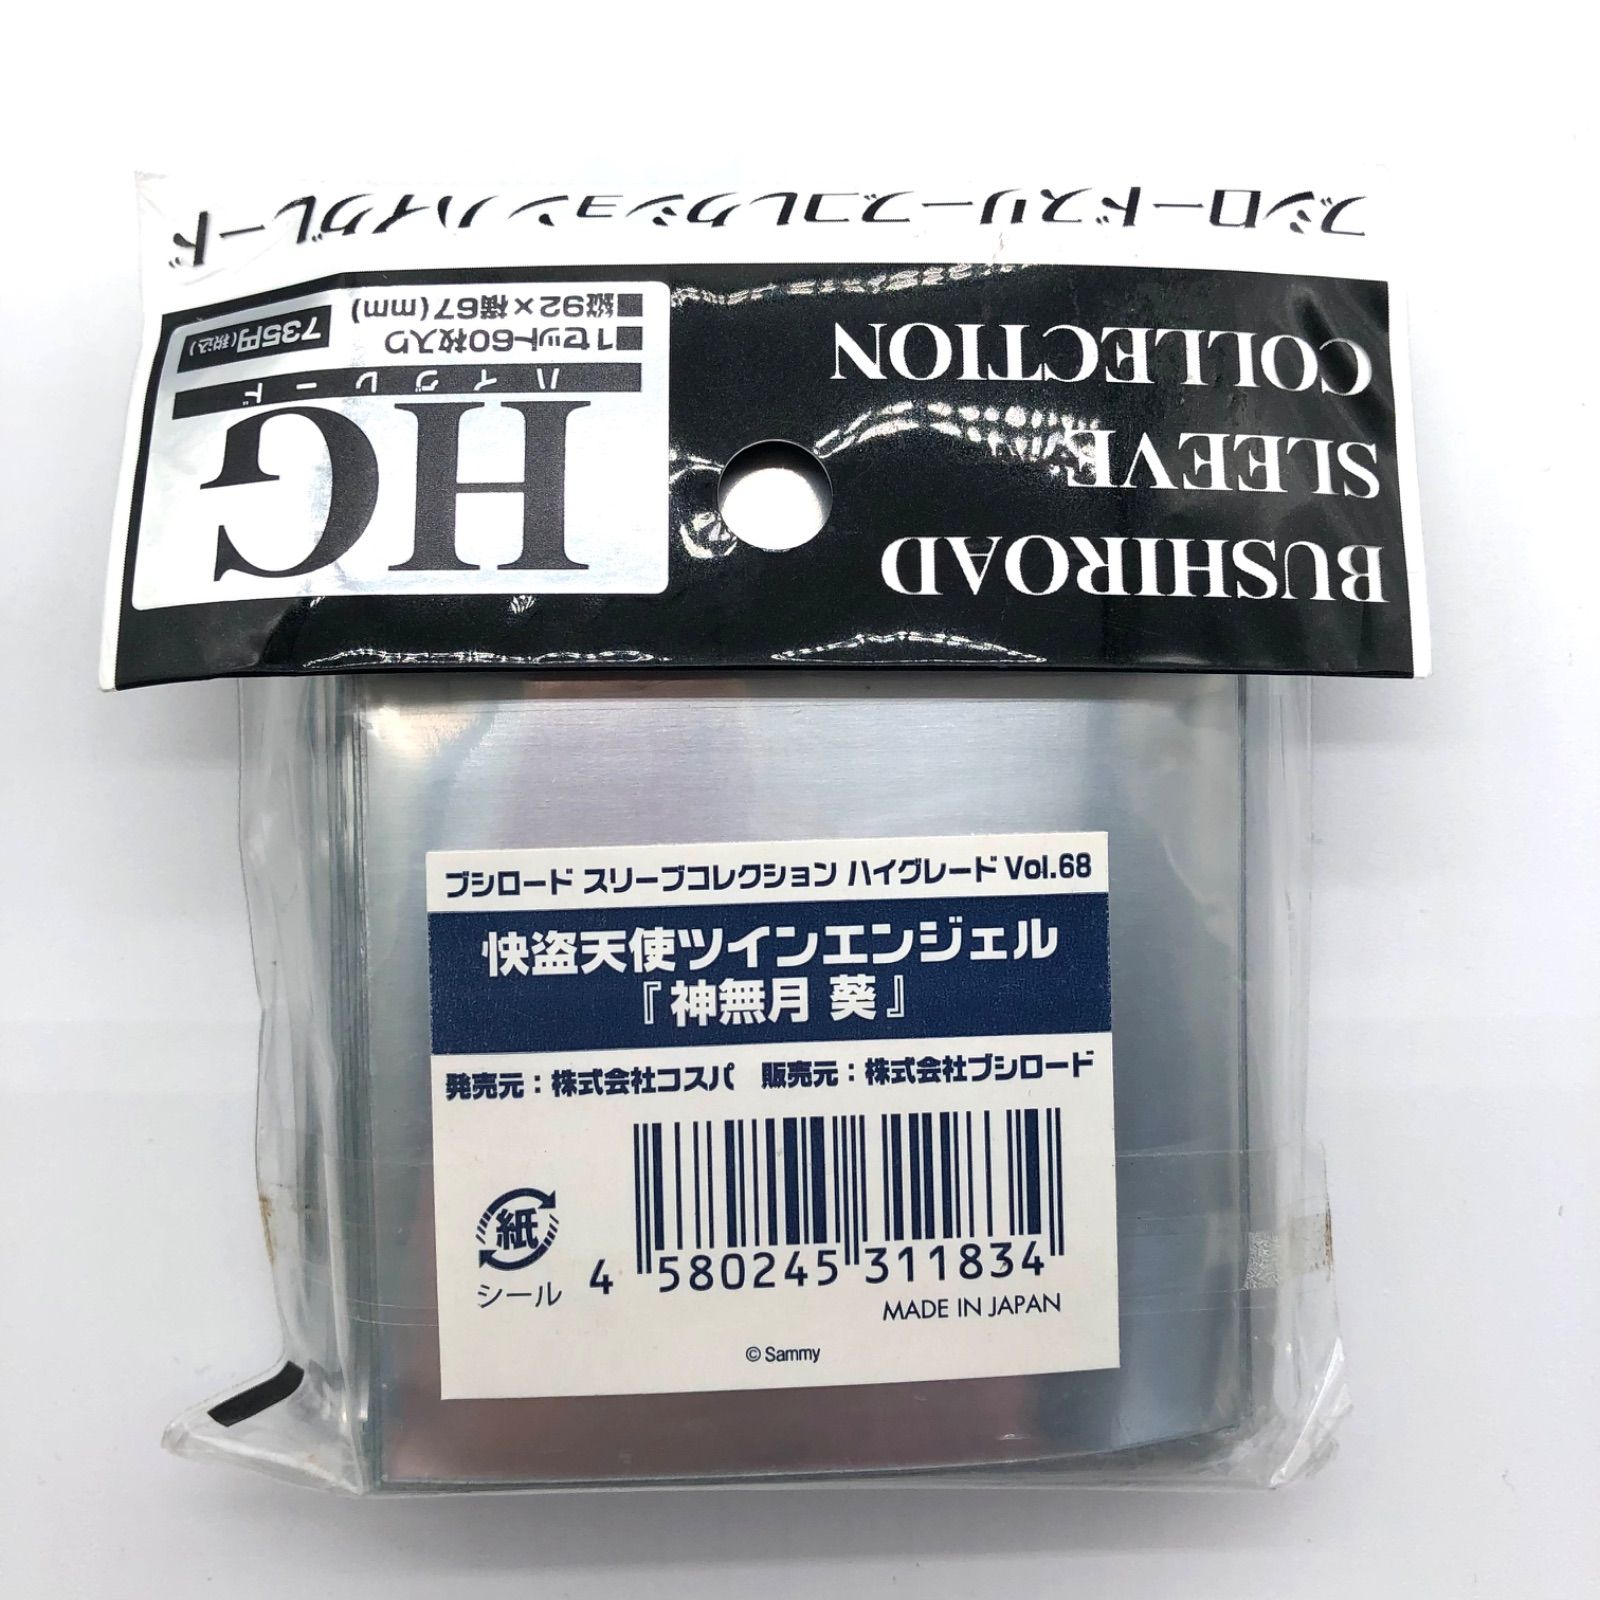 ブシロードスリーブコレクション ハイグレード
BUSHIROAD
SLEEVE
COLLECTION
HG
ハイグレード
■1セット60枚入り
■縦92×横67(mm)
735円(税込)
ブシロード スリーブコレクション ハイグレード Vol.68
快盗天使ツインエンジェル
『神無月 葵』
発売元：株式会社コスパ 販売元：株式会社ブシロード
紙
シール
4 580245 311834
MADE IN JAPAN
© Sammy